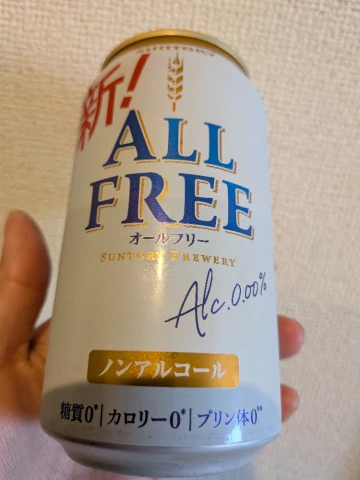 SUNTORY
新!
ALL
FREE
オールフリー
SUNTORY BREWERY
Alc.0.00%
ノンアルコール
糖質0*|カロリー0*|プリン体0**